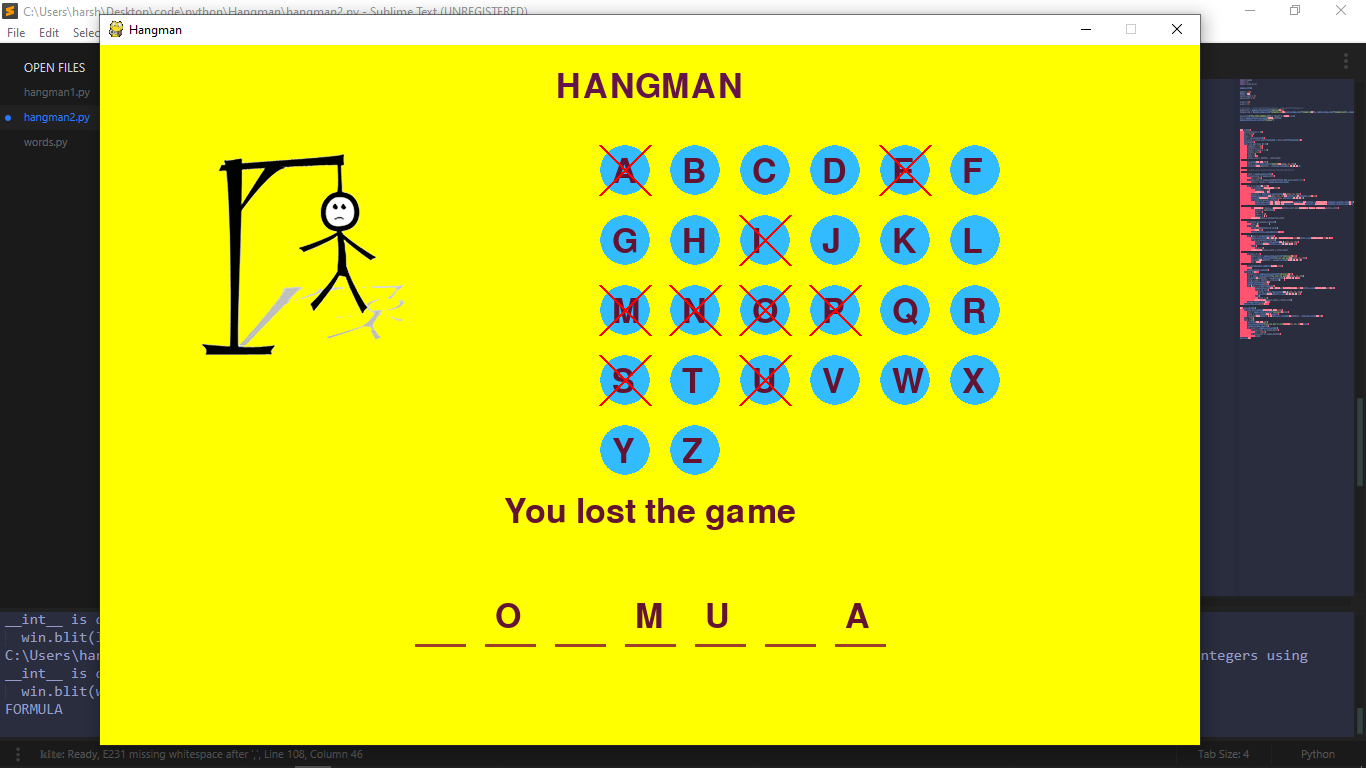 C:\Users\harsh\Desktop\code\python\Hangman\hangman2.py - Sublime Text (UNREGISTERED)
File Edit Selec
Hangman
OPEN FILES
hangman1.py
hangman2.py
words.py
HANGMAN
A B C D E F
G H I J K L
M N O P Q R
S T U V W X
Y Z
You lost the game
O M U A
__int__ is
win.blit(
C:\Users\har
ntegers using
__int__ is
win.blit(
FORMULA
kite: Ready, E231 missing whitespace after ',', Line 108, Column 46
Tab Size: 4
Python